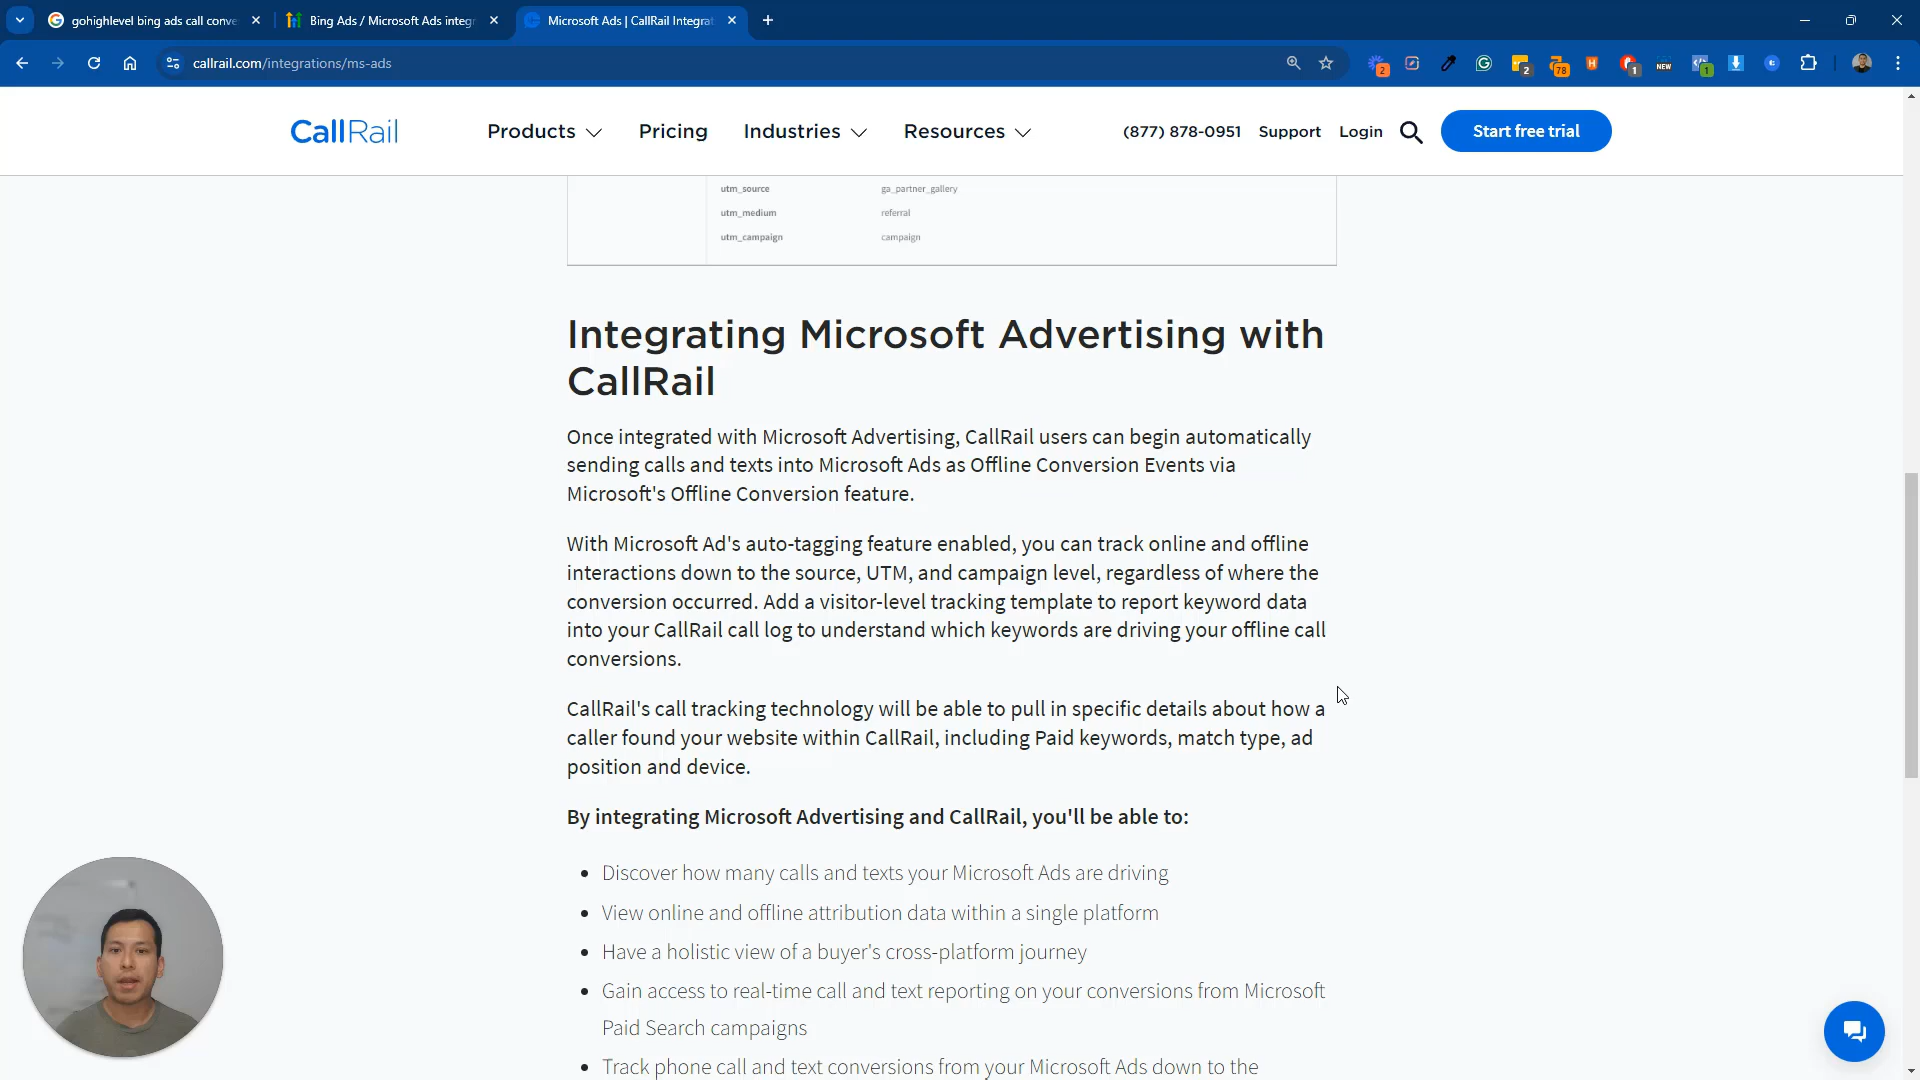 gohighlevel bing ads call conve
Bing Ads / Microsoft Ads integ
Microsoft Ads | CallRail Integrat
callrail.com/integrations/ms-ads
2
2
78
1
NEW
1
CallRail
Products
Pricing
Industries
Resources
(877) 878-0951
Support
Login
Start free trial
utm_source ga_partner_gallery
utm_medium referral
utm_campaign campaign
Integrating Microsoft Advertising with
CallRail
Once integrated with Microsoft Advertising, CallRail users can begin automatically
sending calls and texts into Microsoft Ads as Offline Conversion Events via
Microsoft's Offline Conversion feature.
With Microsoft Ad's auto-tagging feature enabled, you can track online and offline
interactions down to the source, UTM, and campaign level, regardless of where the
conversion occurred. Add a visitor-level tracking template to report keyword data
into your CallRail call log to understand which keywords are driving your offline call
conversions.
CallRail's call tracking technology will be able to pull in specific details about how a
caller found your website within CallRail, including Paid keywords, match type, ad
position and device.
By integrating Microsoft Advertising and CallRail, you'll be able to:
• Discover how many calls and texts your Microsoft Ads are driving
• View online and offline attribution data within a single platform
• Have a holistic view of a buyer's cross-platform journey
• Gain access to real-time call and text reporting on your conversions from Microsoft
Paid Search campaigns
• Track phone call and text conversions from your Microsoft Ads down to the